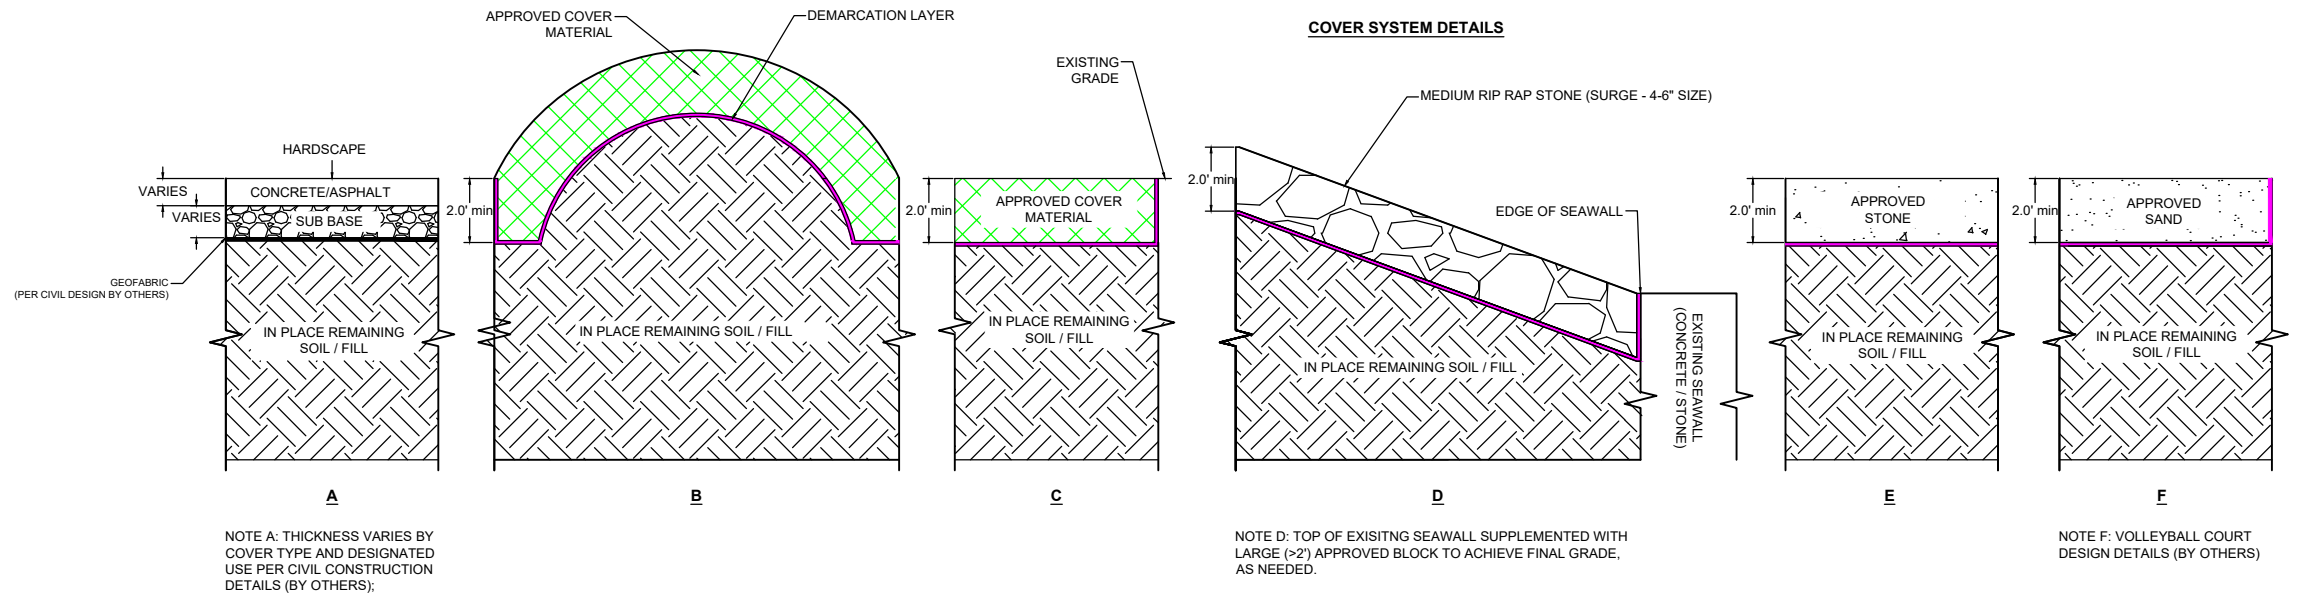 COVER SYSTEM DETAILS
HARDSCAPE
VARIES
CONCRETE/ASPHALT
VARIES
SUB BASE
GEOFABRIC
(PER CIVIL DESIGN BY OTHERS)
IN PLACE REMAINING
SOIL / FILL
A
NOTE A: THICKNESS VARIES BY
COVER TYPE AND DESIGNATED
USE PER CIVIL CONSTRUCTION
DETAILS (BY OTHERS);
APPROVED COVER
MATERIAL
DEMARCATION LAYER
2.0' min
IN PLACE REMAINING SOIL / FILL
B
EXISTING
GRADE
2.0' min
APPROVED COVER
MATERIAL
IN PLACE REMAINING
SOIL / FILL
C
MEDIUM RIP RAP STONE (SURGE - 4-6" SIZE)
2.0' min
EDGE OF SEAWALL
EXISTING SEAWALL
(CONCRETE / STONE)
IN PLACE REMAINING SOIL / FILL
D
NOTE D: TOP OF EXISITNG SEAWALL SUPPLEMENTED WITH
LARGE (>2') APPROVED BLOCK TO ACHIEVE FINAL GRADE,
AS NEEDED.
2.0' min
APPROVED
STONE
IN PLACE REMAINING
SOIL / FILL
E
2.0' min
APPROVED
SAND
IN PLACE REMAINING
SOIL / FILL
F
NOTE F: VOLLEYBALL COURT
DESIGN DETAILS (BY OTHERS)